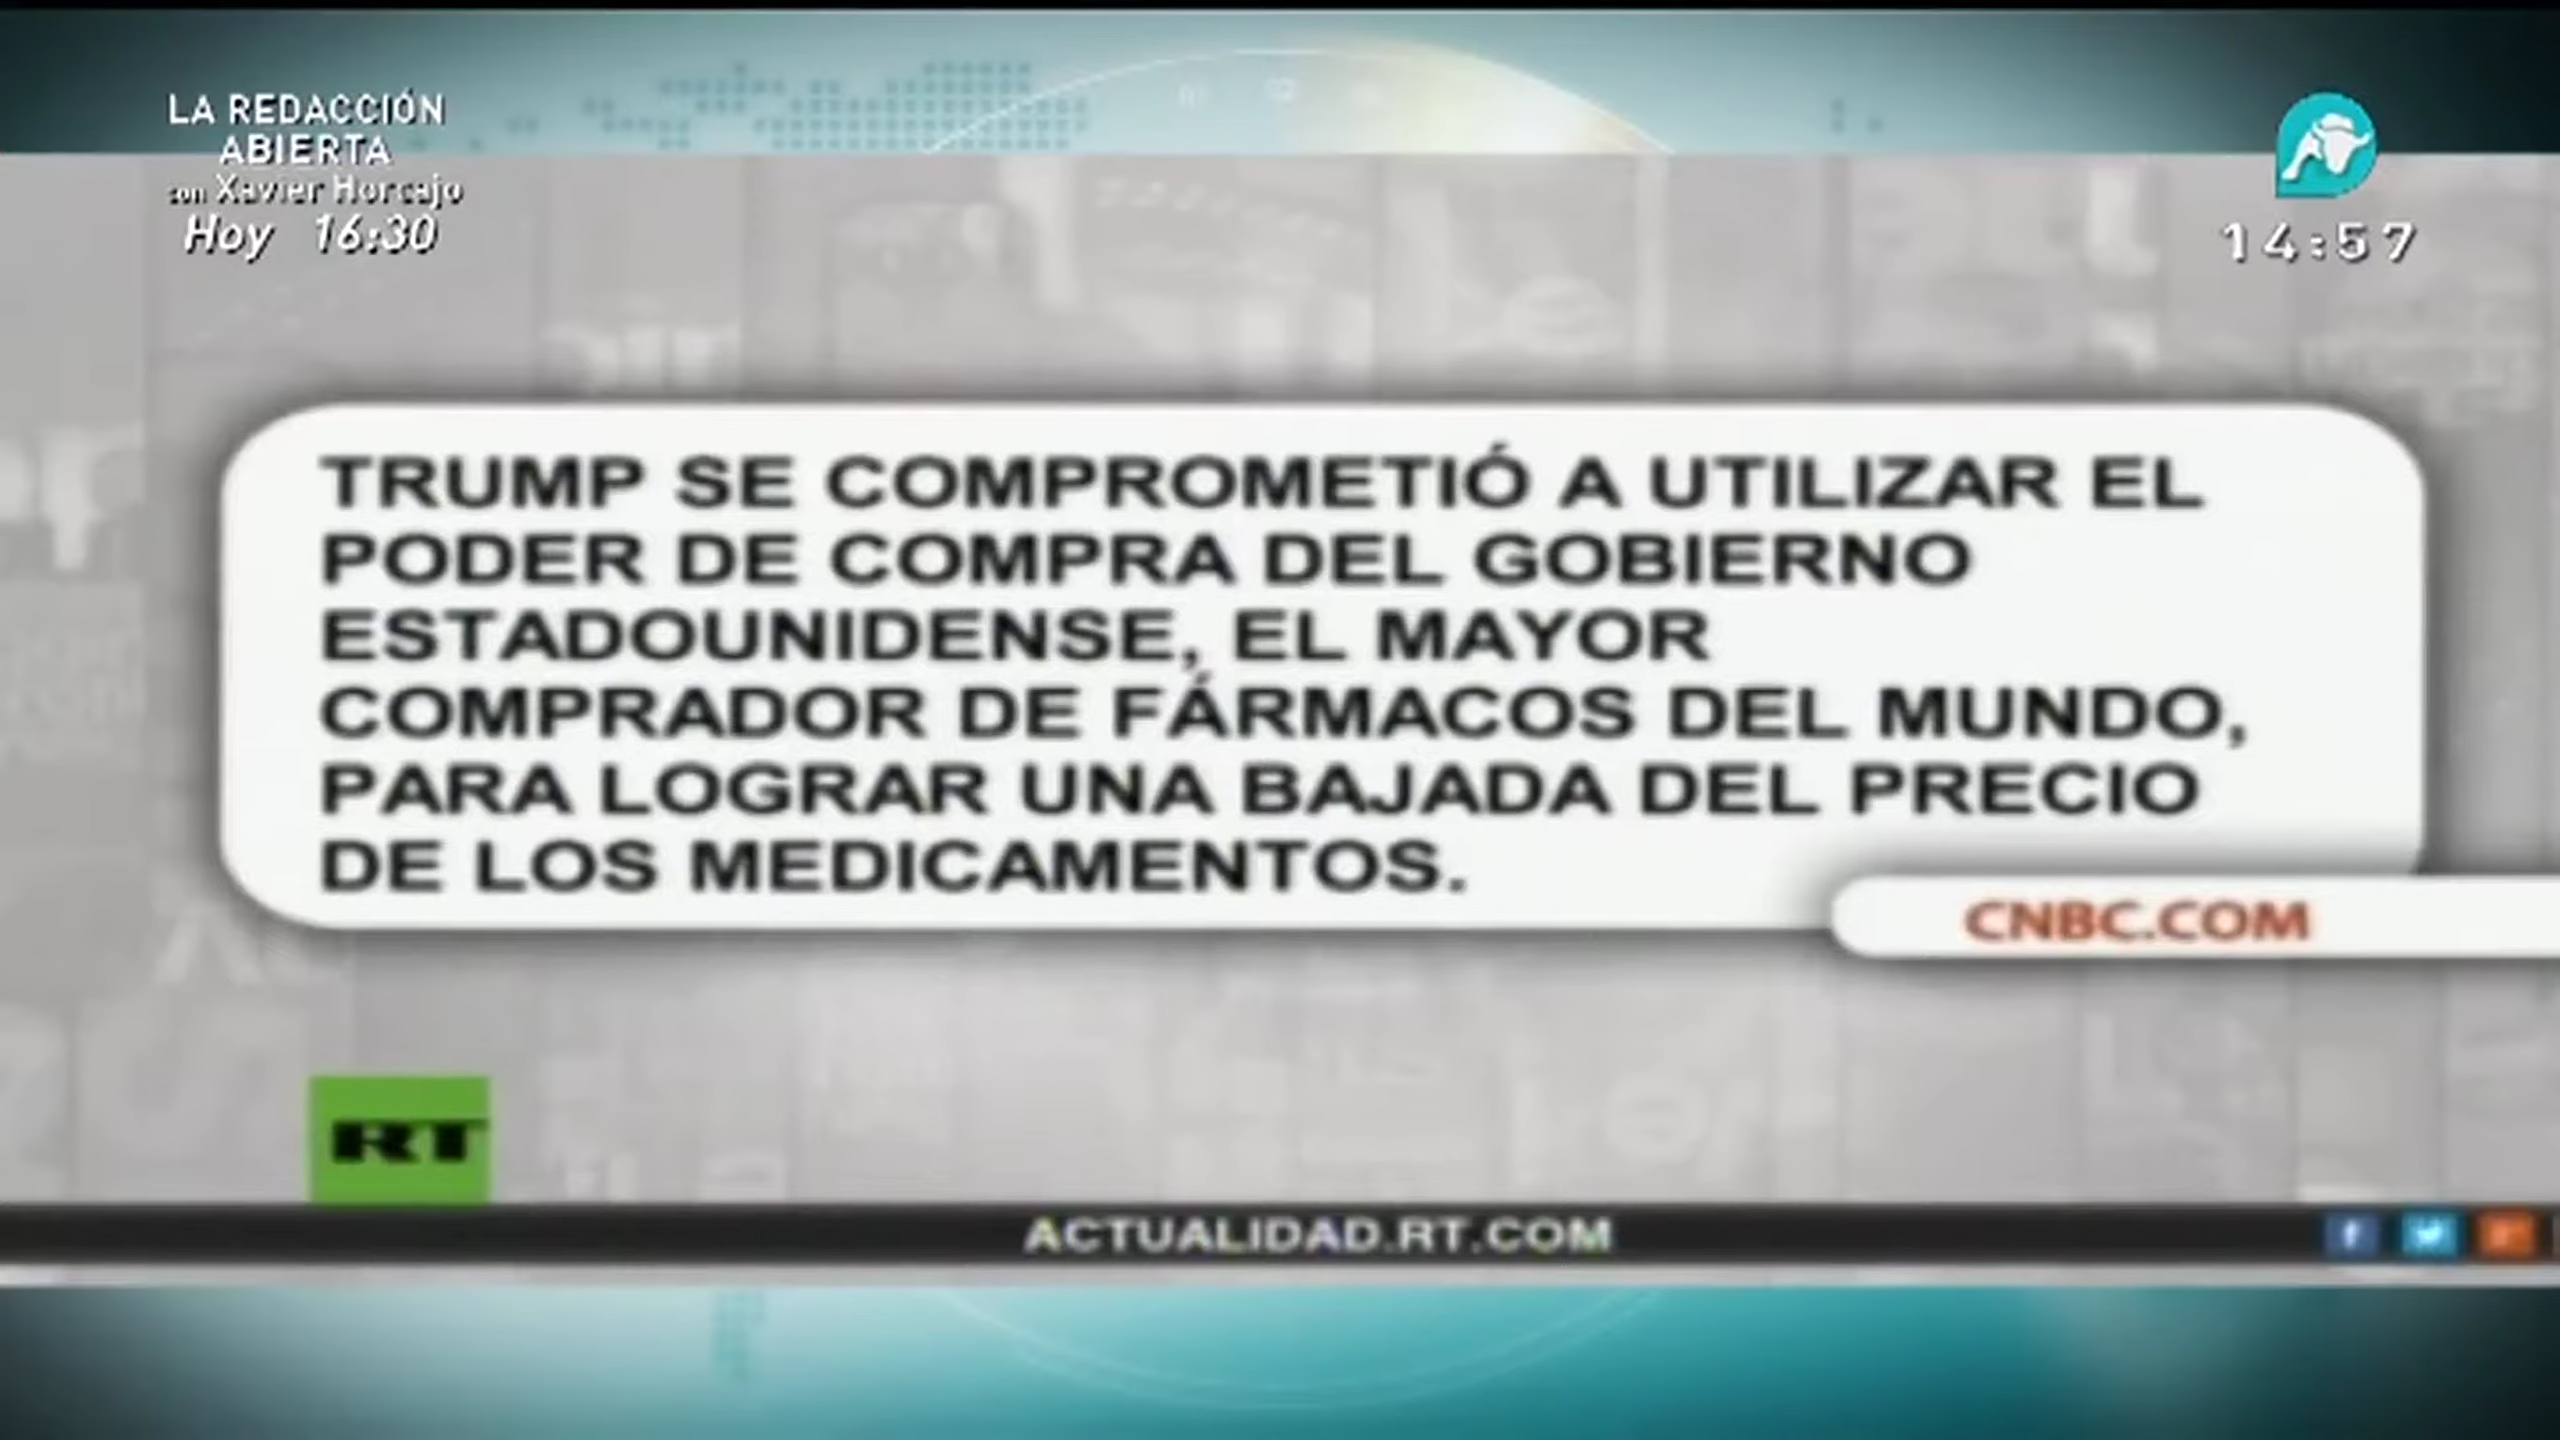 LA REDACCIÓN
ABIERTA
con Xavier Horcajo
Hoy 16:30
14:57
TRUMP SE COMPROMETIÓ A UTILIZAR EL
PODER DE COMPRA DEL GOBIERNO
ESTADOUNIDENSE, EL MAYOR
COMPRADOR DE FÁRMACOS DEL MUNDO,
PARA LOGRAR UNA BAJADA DEL PRECIO
DE LOS MEDICAMENTOS.
CNBC.COM
RT
ACTUALIDAD.RT.COM